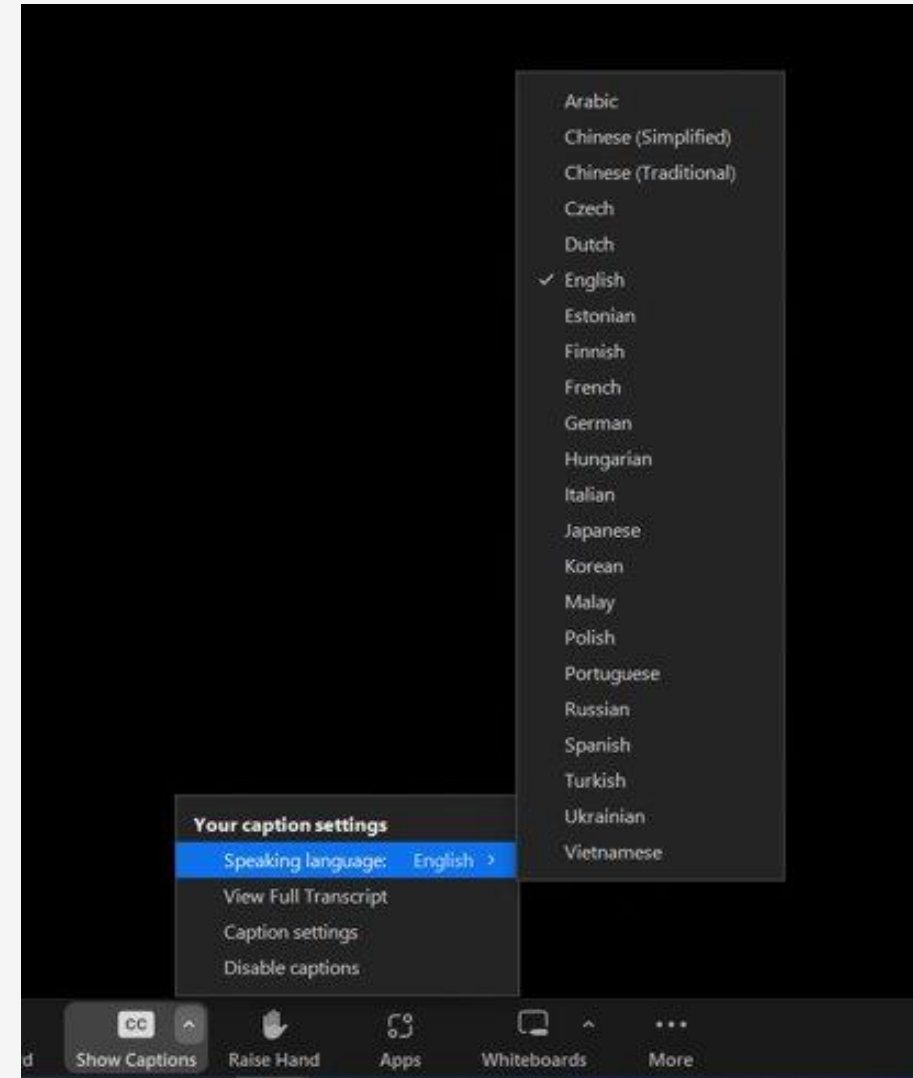 Arabic
Chinese (Simplified)
Chinese (Traditional)
Czech
Dutch
English
Estonian
Finnish
French
German
Hungarian
Italian
Japanese
Korean
Malay
Polish
Portuguese
Russian
Spanish
Turkish
Ukrainian
Vietnamese
Your caption settings
Speaking language: English
View Full Transcript
Caption settings
Disable captions
CC
Show Captions
Raise Hand
Apps
Whiteboards
More